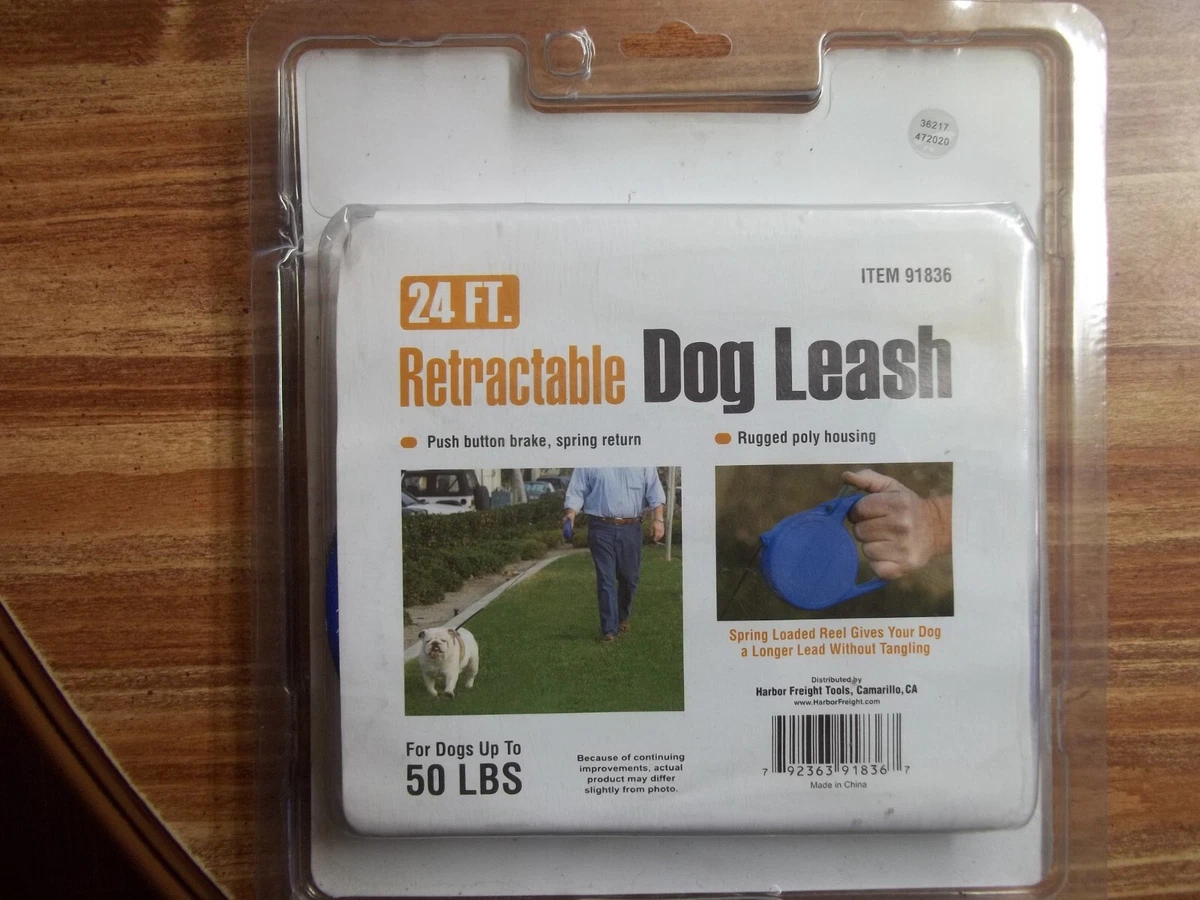 36217
472020
ITEM 91836
24 FT.
Retractable Dog Leash
Push button brake, spring return
Rugged poly housing
Spring Loaded Reel Gives Your Dog
a Longer Lead Without Tangling
Distributed by
Harbor Freight Tools, Camarillo, CA
www.HarborFreight.com
For Dogs Up To
50 LBS
Because of continuing
improvements, actual
product may differ
slightly from photo.
7 92363 91836 7
Made in China